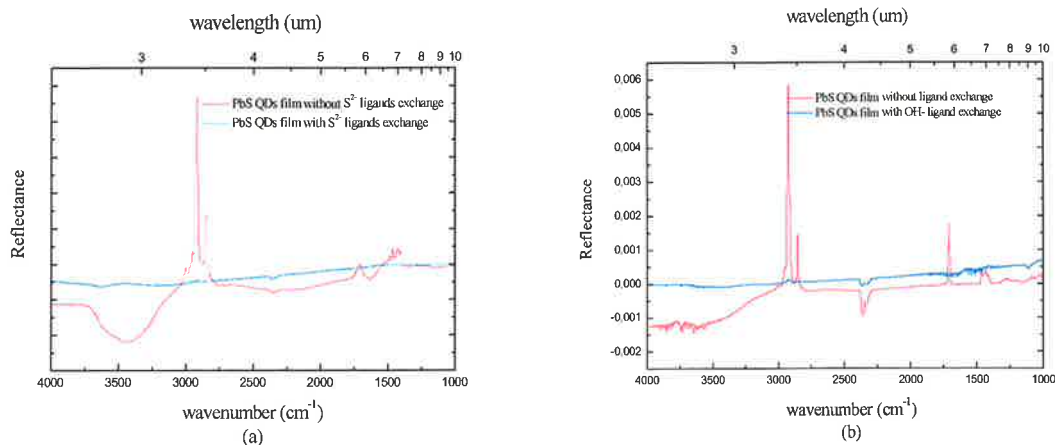 wavelength (um)
3 4 5 6 7 8 9 10
PbS QDs film without S²⁻ ligands exchange
PbS QDs film with S²⁻ ligands exchange
Reflectance
4000 3500 3000 2500 2000 1500 1000
wavenumber (cm⁻¹)
(a)
wavelength (um)
3 4 5 6 7 8 9 10
0,006
0,005
0,004
0,003
0,002
0,001
0,000
-0,001
-0,002
PbS QDs film without ligand exchange
PbS QDs film with OH- ligand exchange
Reflectance
4000 3500 3000 2500 2000 1500 1000
wavenumber (cm⁻¹)
(b)